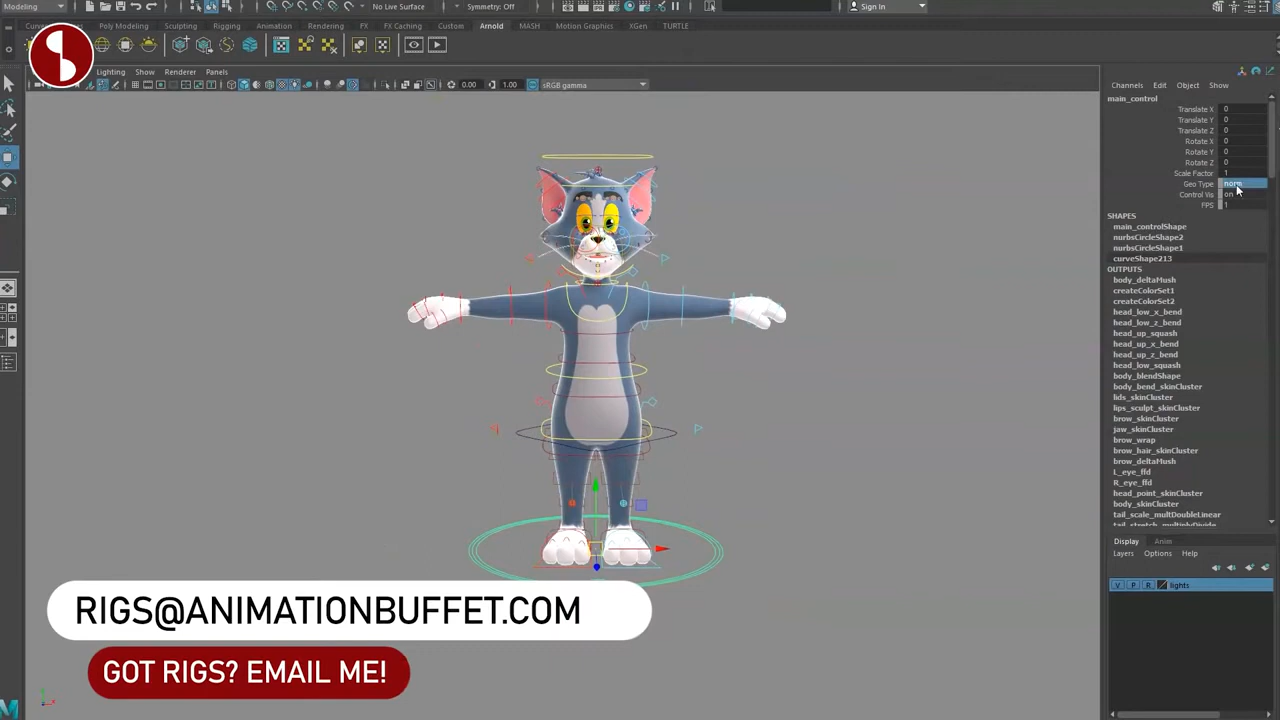 Modeling
No Live Surface
Symmetry: Off
Sign In
Poly Modeling
Sculpting
Rigging
Animation
Rendering
FX
FX Caching
Custom
Arnold
MASH
Motion Graphics
XGen
TURTLE
Lighting Show Renderer Panels
0.00
1.00
sRGB gamma
Channels Edit Object Show
main_control
Translate X 0
Translate Y 0
Translate Z 0
Rotate X 0
Rotate Y 0
Rotate Z 0
Scale Factor 1
Geo Type
Control Vis on
FPS 1
SHAPES
main_controlShape
nurbsCircleShape2
nurbsCircleShape1
curveShape213
OUTPUTS
body_deltaMush
createColorSet1
createColorSet2
head_low_x_bend
head_low_z_bend
head_up_squash
head_up_x_bend
head_up_z_bend
head_low_squash
body_blendShape
body_bend_skinCluster
lids_skinCluster
lips_sculpt_skinCluster
brow_skinCluster
jaw_skinCluster
brow_wrap
brow_hair_skinCluster
brow_deltaMush
L_eye_ffd
R_eye_ffd
head_point_skinCluster
body_skinCluster
tail_scale_multDoubleLinear
tail_stretch_multiplyDivide
Display Anim
Layers Options Help
V P R lights
RIGS@ANIMATIONBUFFET.COM
GOT RIGS? EMAIL ME!